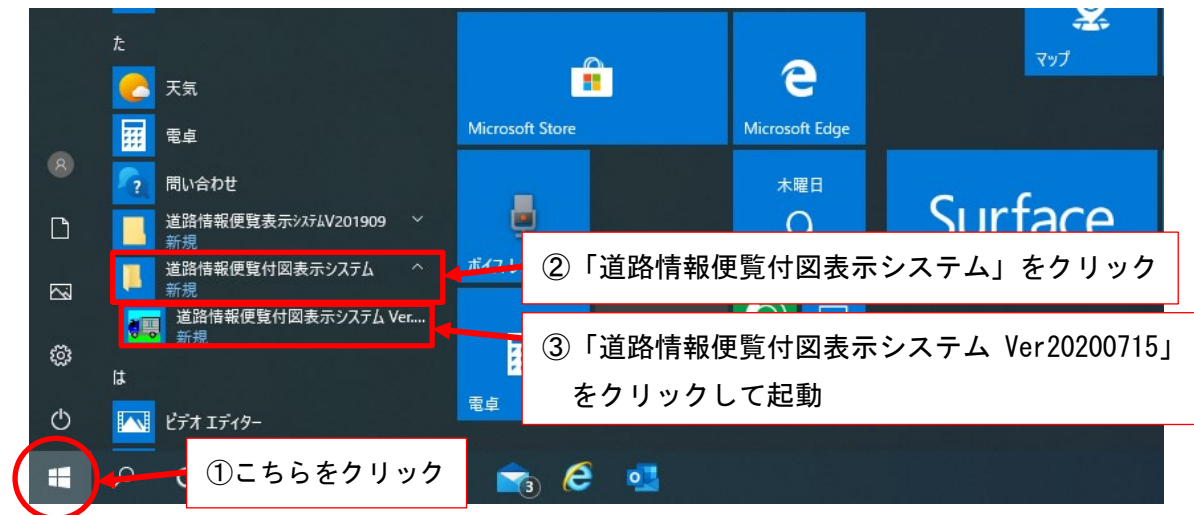 た
天気
電卓
問い合わせ
道路情報便覧表示ｼｽﾃﾑV201909
新規
道路情報便覧付図表示システム
新規
道路情報便覧付図表示システム Ver....
新規
は
ビデオ エディター
Microsoft Store
Microsoft Edge
マップ
木曜日
Surface
ボイス レ
電卓
②「道路情報便覧付図表示システム」をクリック
③「道路情報便覧付図表示システム Ver20200715」
をクリックして起動
①こちらをクリック
3